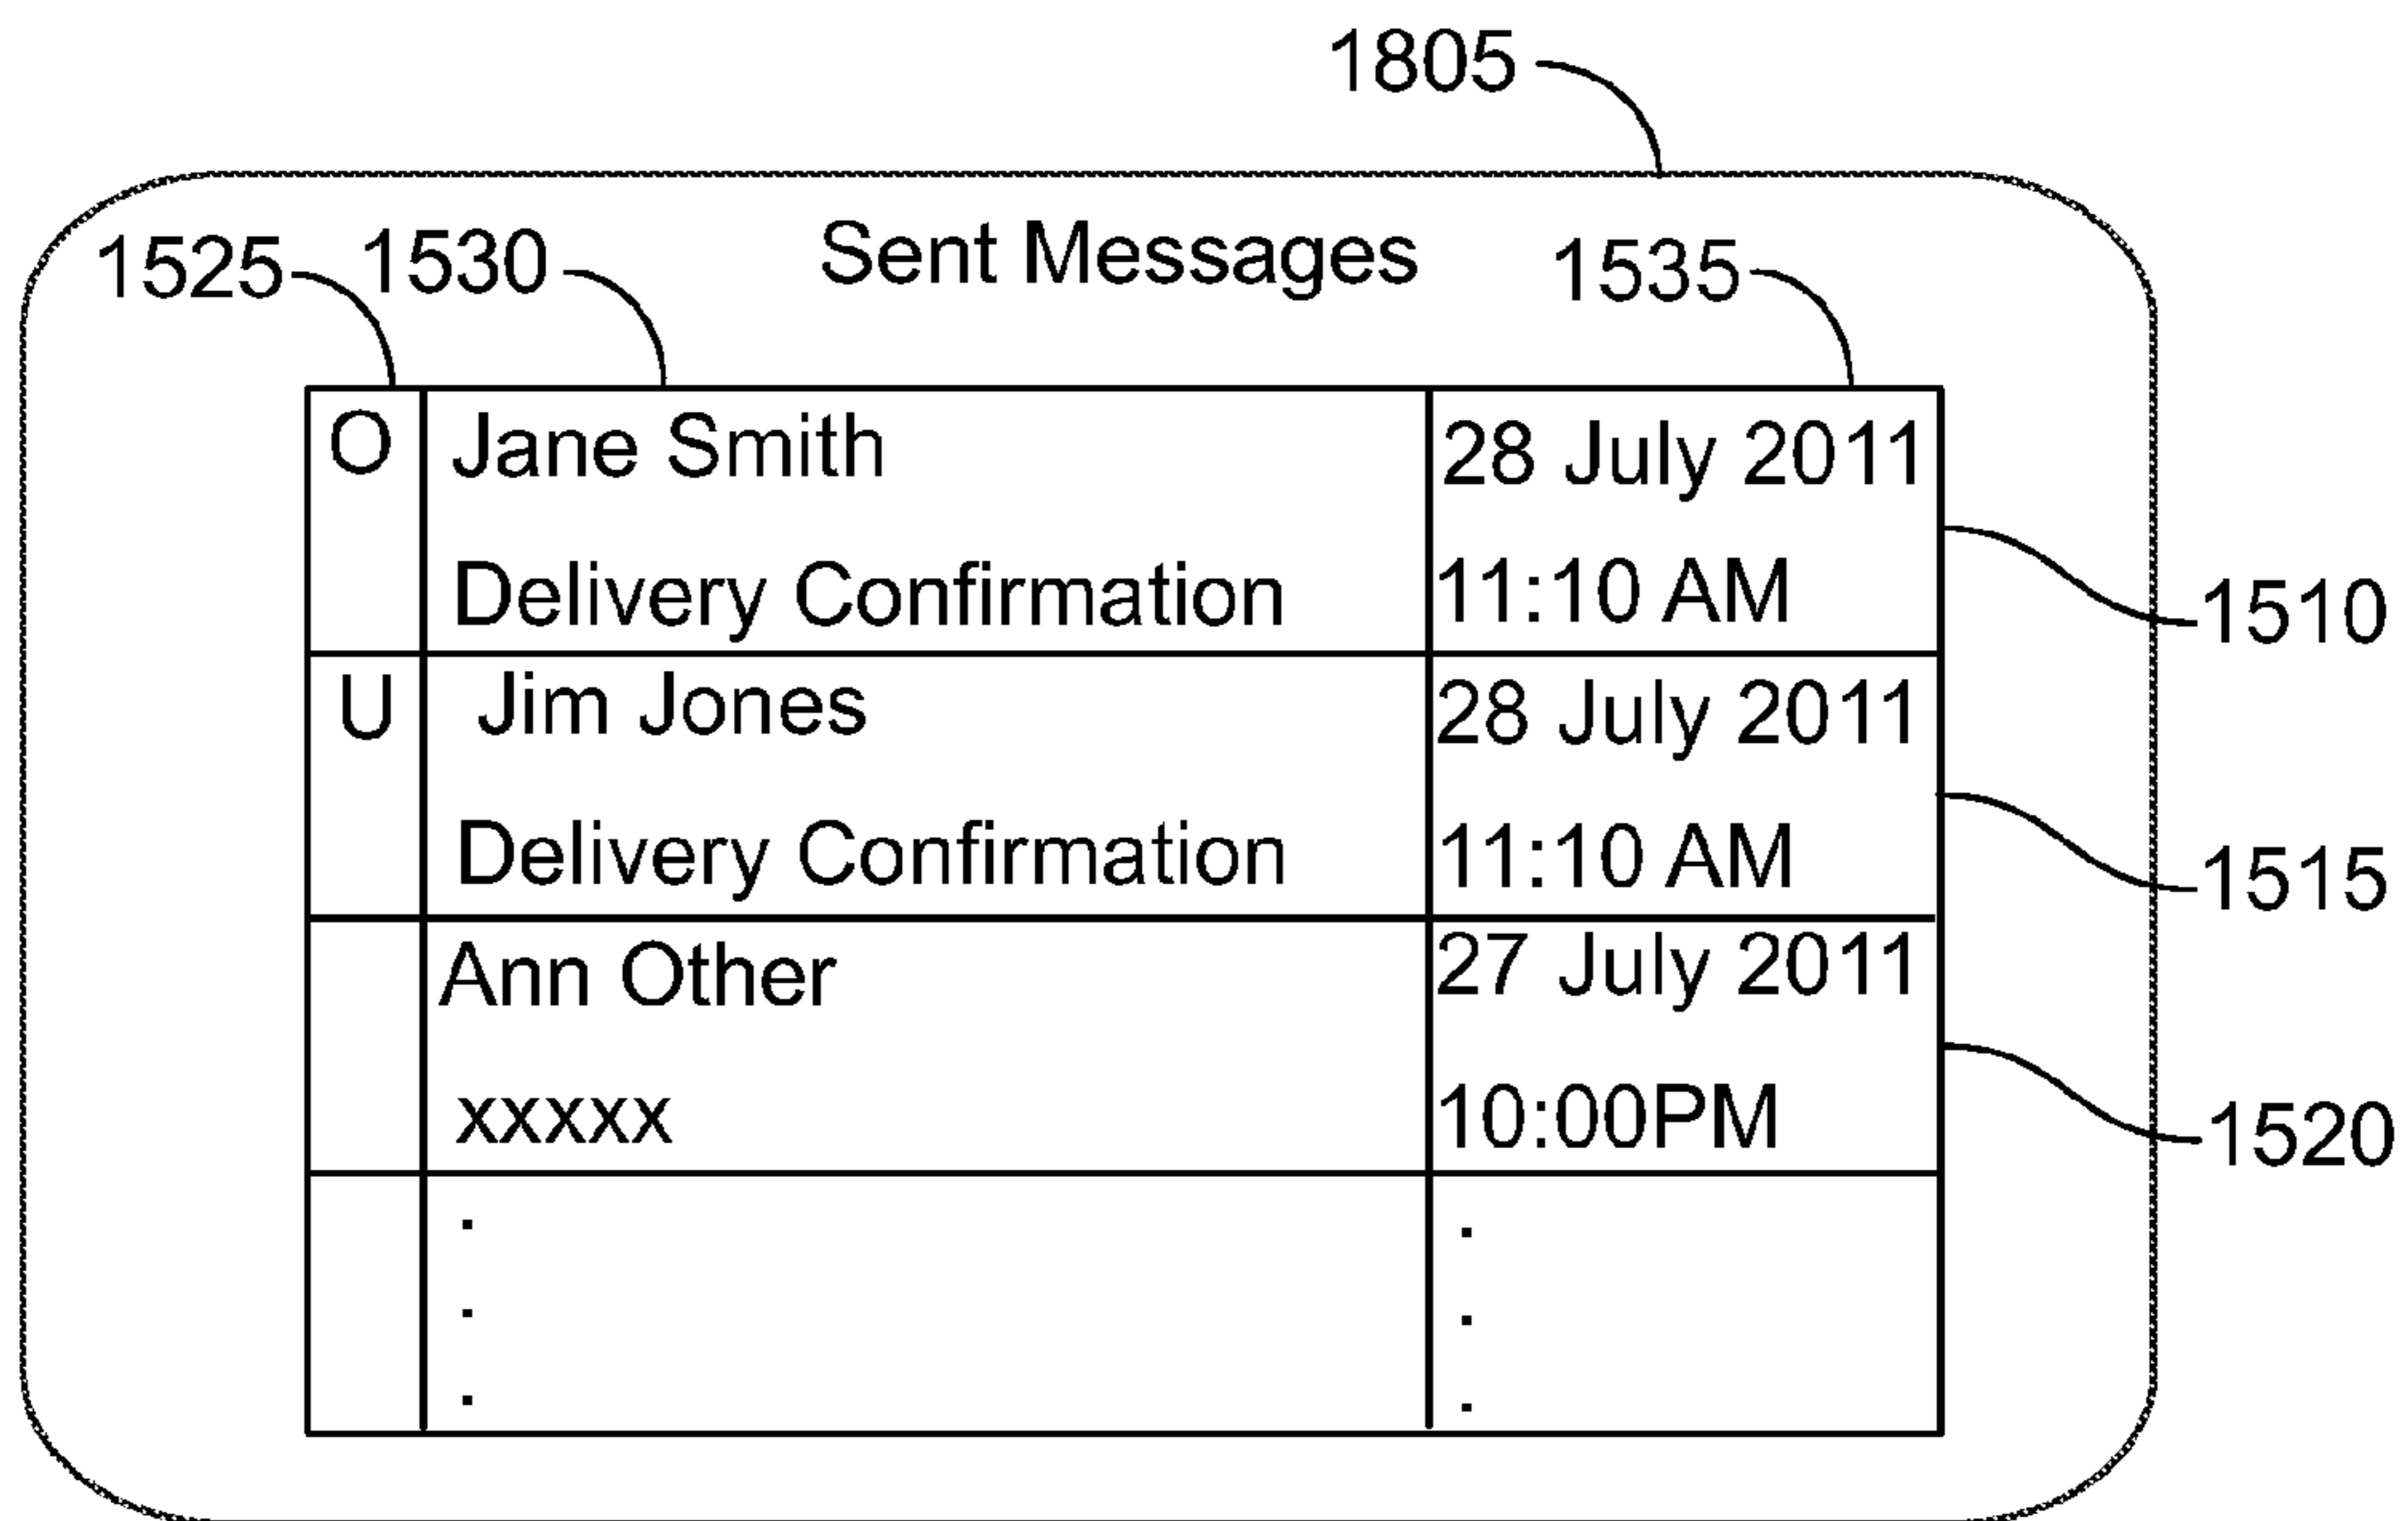 1805
Sent Messages
1525 1530 1535
O Jane Smith 28 July 2011
Delivery Confirmation 11:10 AM
1510
U Jim Jones 28 July 2011
Delivery Confirmation 11:10 AM
1515
Ann Other 27 July 2011
xxxxx 10:00PM
1520
. .
. .
. .